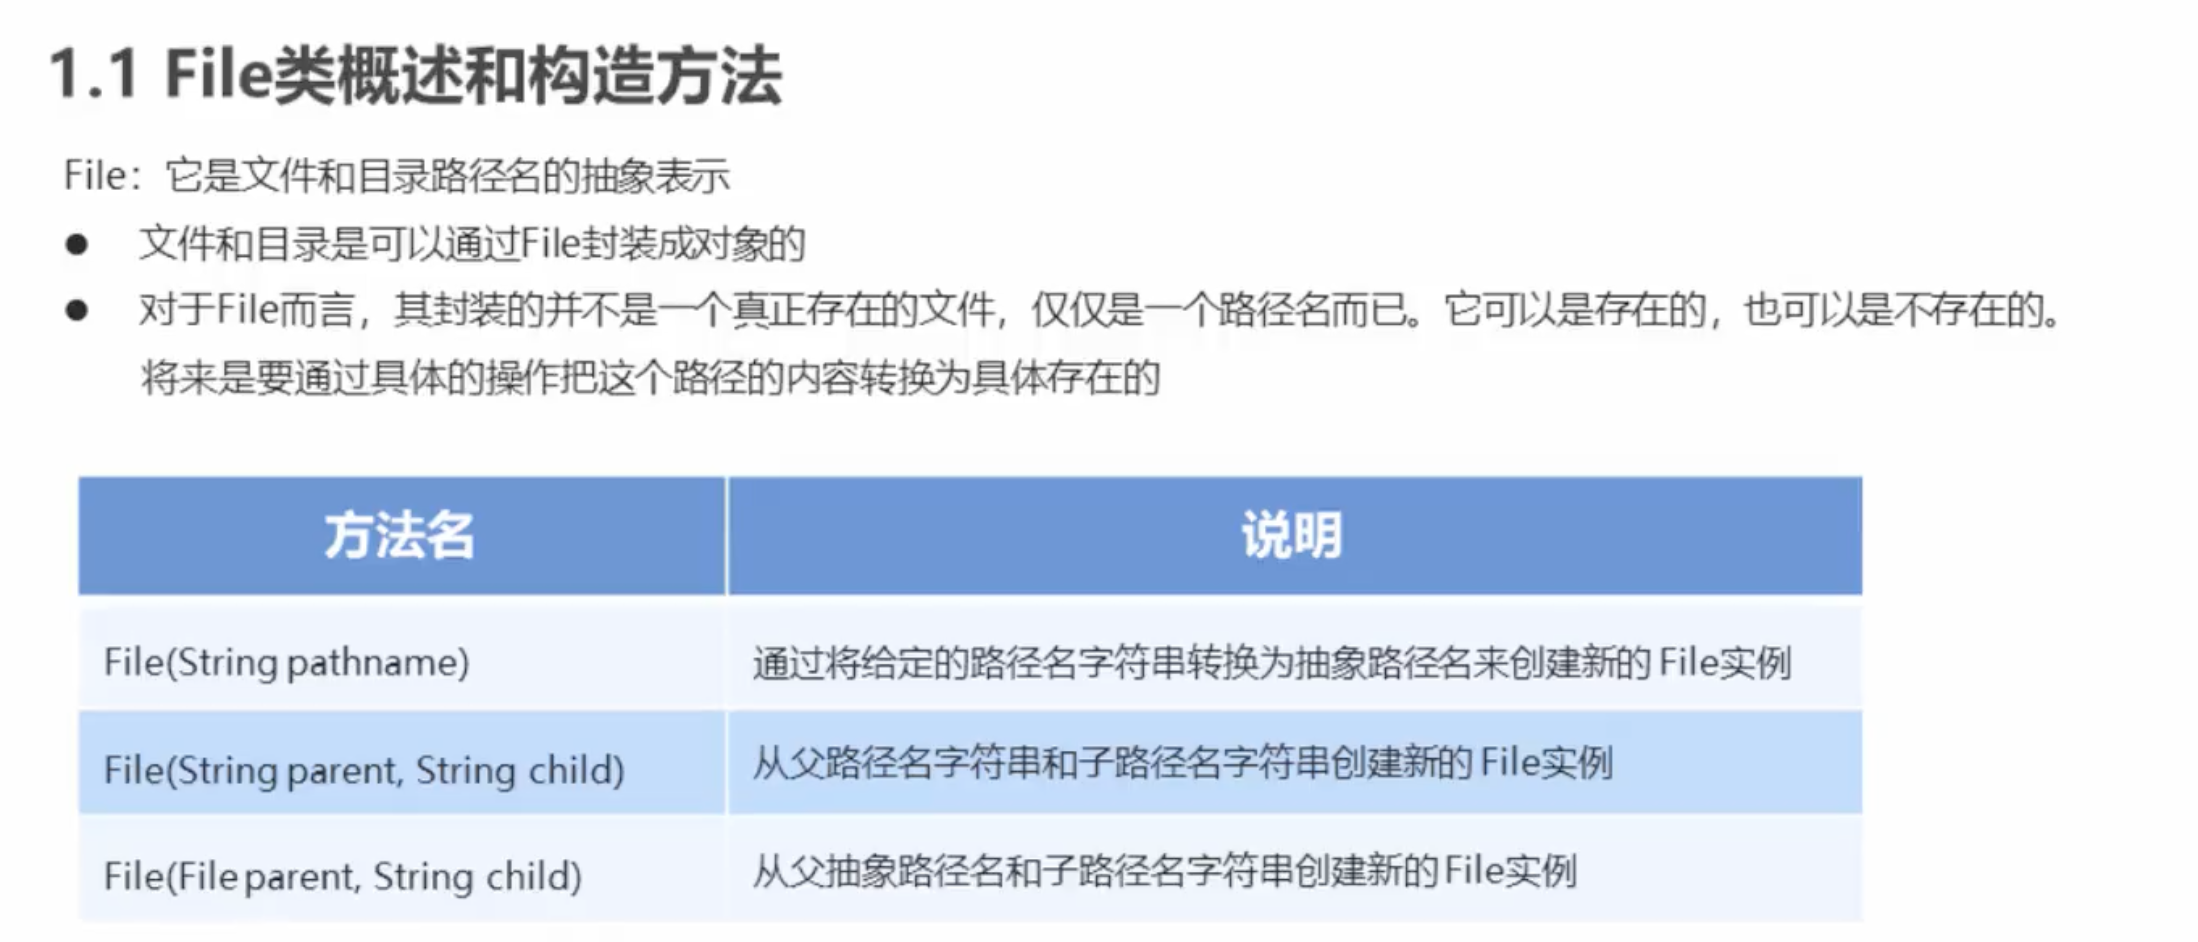 1.1 File类概述和构造方法
File：它是文件和目录路径名的抽象表示
● 文件和目录是可以通过File封装成对象的
● 对于File而言，其封装的并不是一个真正存在的文件，仅仅是一个路径名而已。它可以是存在的，也可以是不存在的。
将来是要通过具体的操作把这个路径的内容转换为具体存在的
方法名 说明
File(String pathname) 通过将给定的路径名字符串转换为抽象路径名来创建新的 File实例
File(String parent, String child) 从父路径名字符串和子路径名字符串创建新的 File实例
File(File parent, String child) 从父抽象路径名和子路径名字符串创建新的 File实例